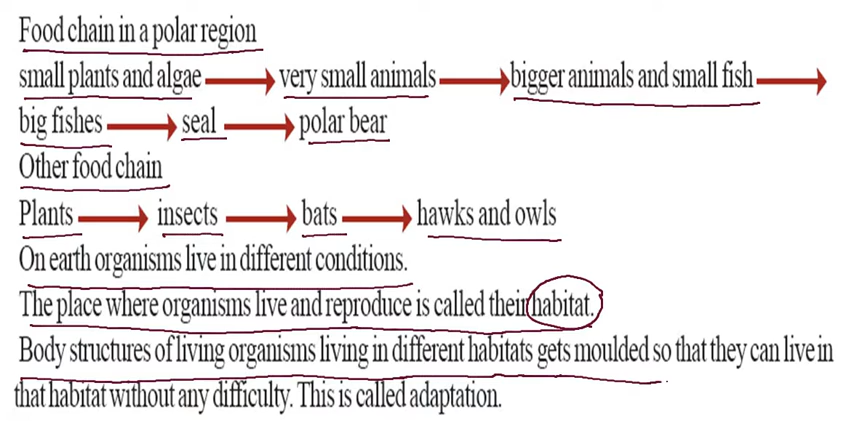 Food chain in a polar region
small plants and algae → very small animals → bigger animals and small fish →
big fishes → seal → polar bear
Other food chain
Plants → insects → bats → hawks and owls
On earth organisms live in different conditions.
The place where organisms live and reproduce is called their habitat.
Body structures of living organisms living in different habitats gets moulded so that they can live in
that habitat without any difficulty. This is called adaptation.